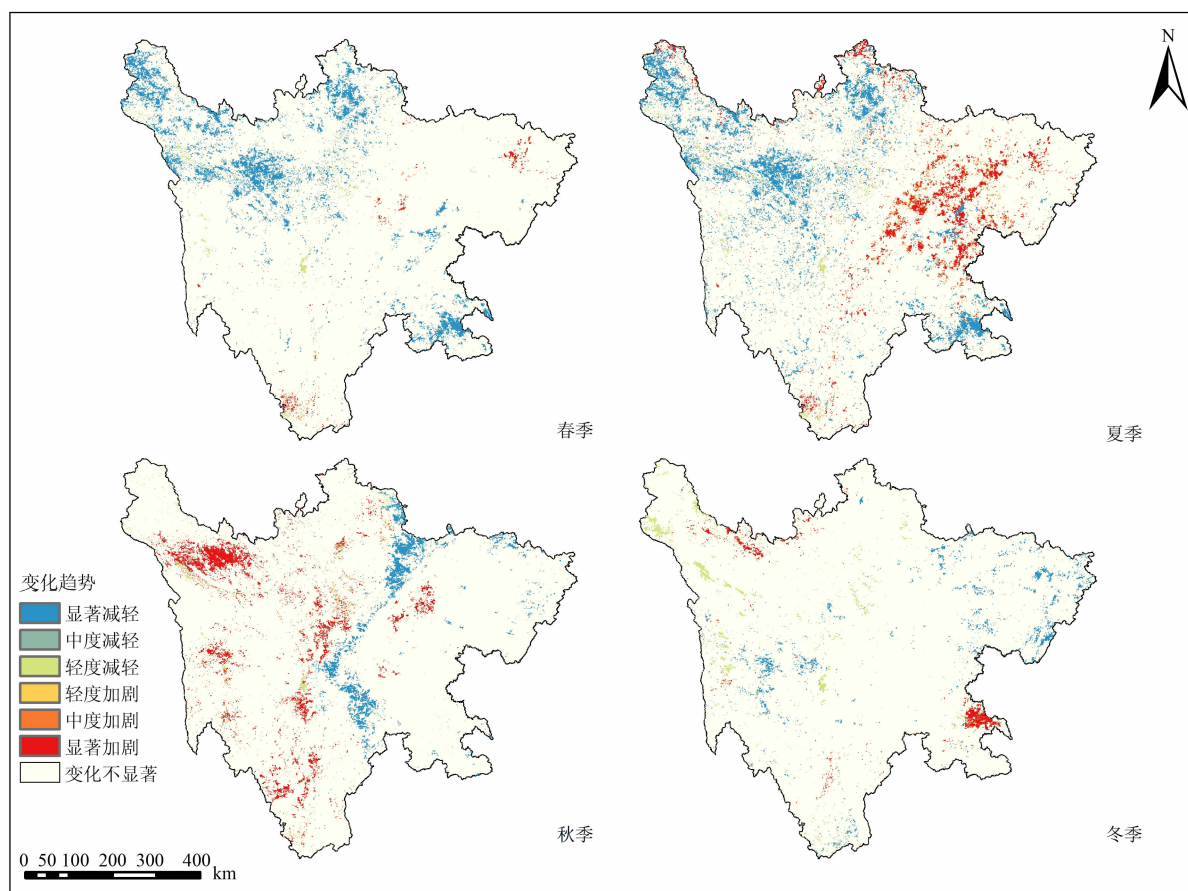 N
春季
夏季
变化趋势
显著减轻
中度减轻
轻度减轻
轻度加剧
中度加剧
显著加剧
变化不显著
秋季
冬季
0 50 100 200 300 400
km